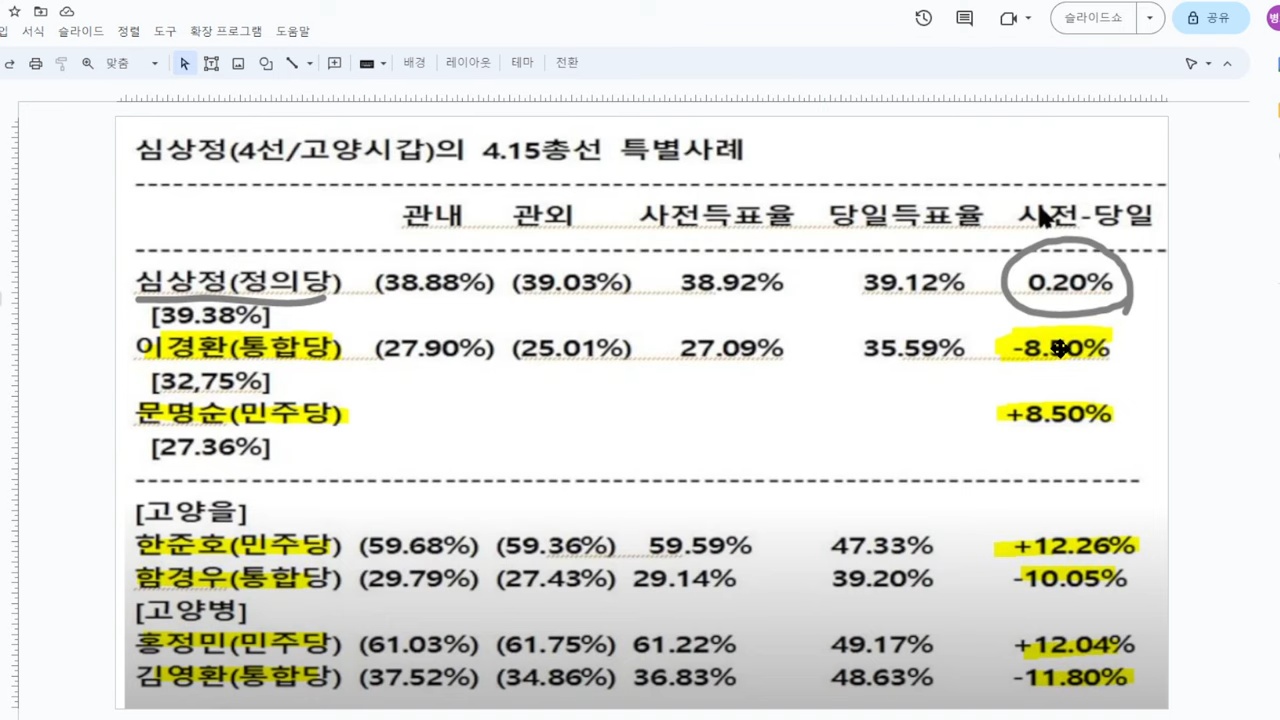 서식 슬라이드 정렬 도구 확장 프로그램 도움말 슬라이드쇼 공유
맞춤 배경 레이아웃 테마 전환
심상정(4선/고양시갑)의 4.15총선 특별사례
관내 관외 사전득표율 당일득표율 사전-당일
심상정(정의당) (38.88%) (39.03%) 38.92% 39.12% 0.20%
[39.38%]
이경환(통합당) (27.90%) (25.01%) 27.09% 35.59% -8.50%
[32,75%]
문명순(민주당) +8.50%
[27.36%]
[고양을]
한준호(민주당) (59.68%) (59.36%) 59.59% 47.33% +12.26%
함경우(통합당) (29.79%) (27.43%) 29.14% 39.20% -10.05%
[고양병]
홍정민(민주당) (61.03%) (61.75%) 61.22% 49.17% +12.04%
김영환(통합당) (37.52%) (34.86%) 36.83% 48.63% -11.80%